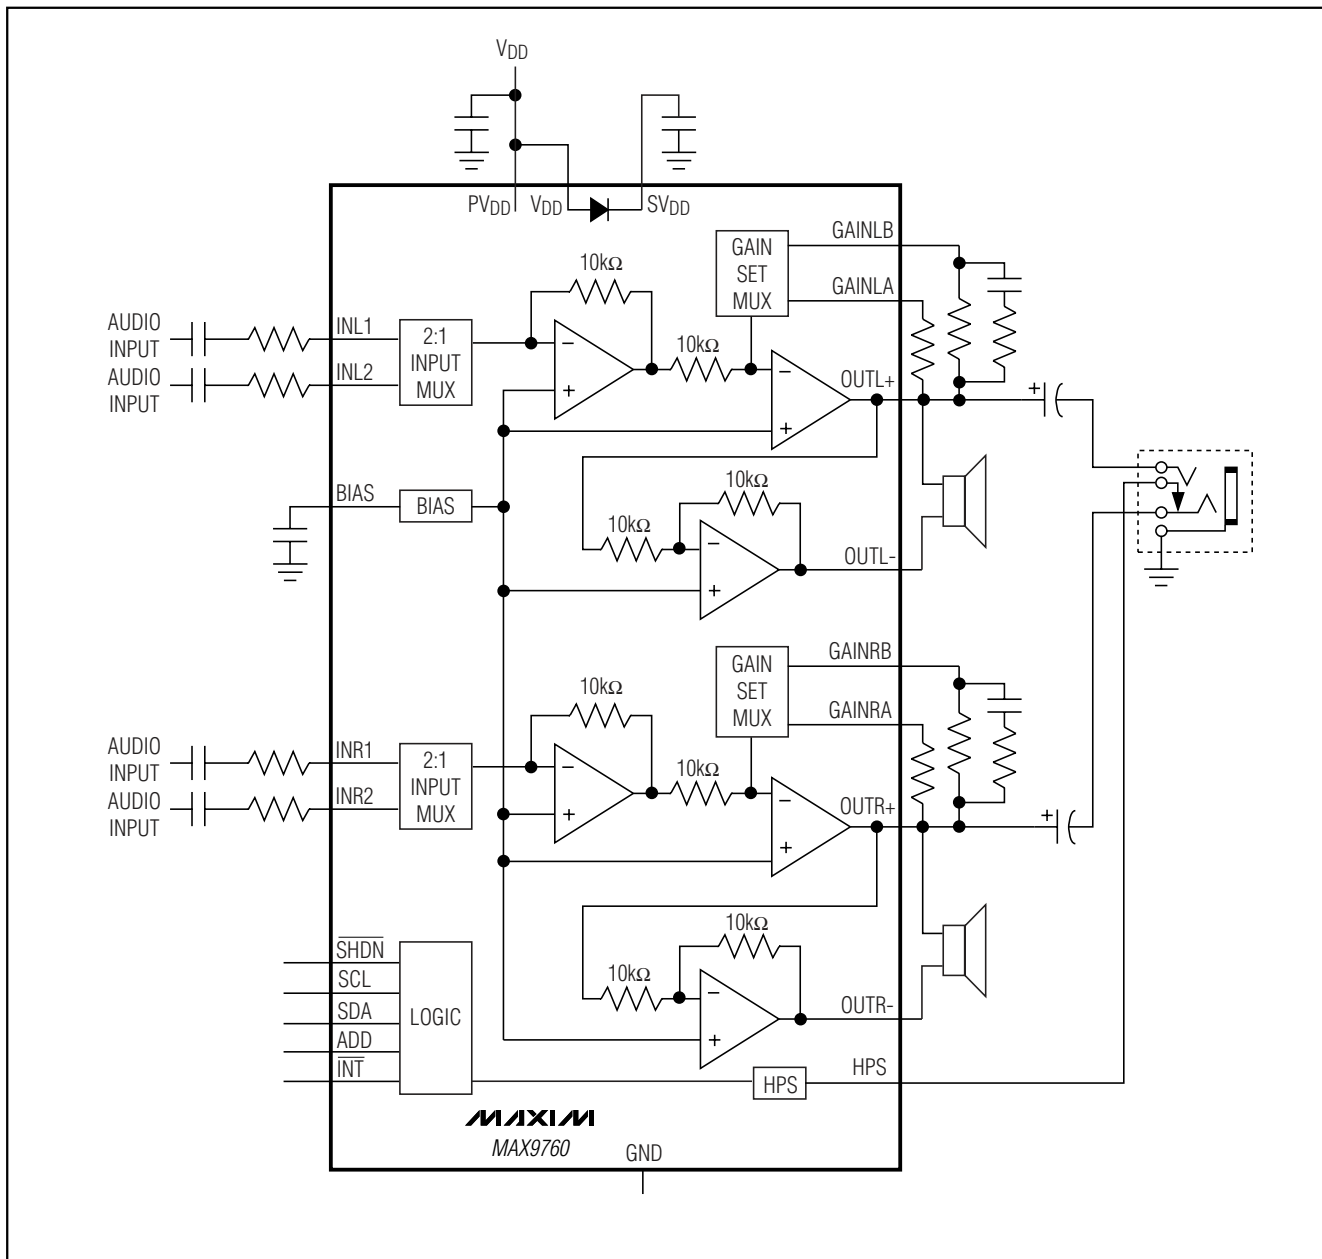 VDD
PVDD
VDD
SVDD
GAIN
SET
MUX
GAINLB
GAINLA
10kΩ
AUDIO
INPUT
INL1
2:1
INPUT
MUX
−
+
10kΩ
−
+
OUTL+
+
AUDIO
INPUT
INL2
BIAS
BIAS
10kΩ
10kΩ
−
+
OUTL-
GAIN
SET
MUX
GAINRB
GAINRA
10kΩ
AUDIO
INPUT
INR1
2:1
INPUT
MUX
−
+
10kΩ
−
+
OUTR+
+
AUDIO
INPUT
INR2
10kΩ
10kΩ
−
+
OUTR-
SHDN
SCL
SDA
ADD
INT
LOGIC
HPS
HPS
MAXIM
MAX9760
GND